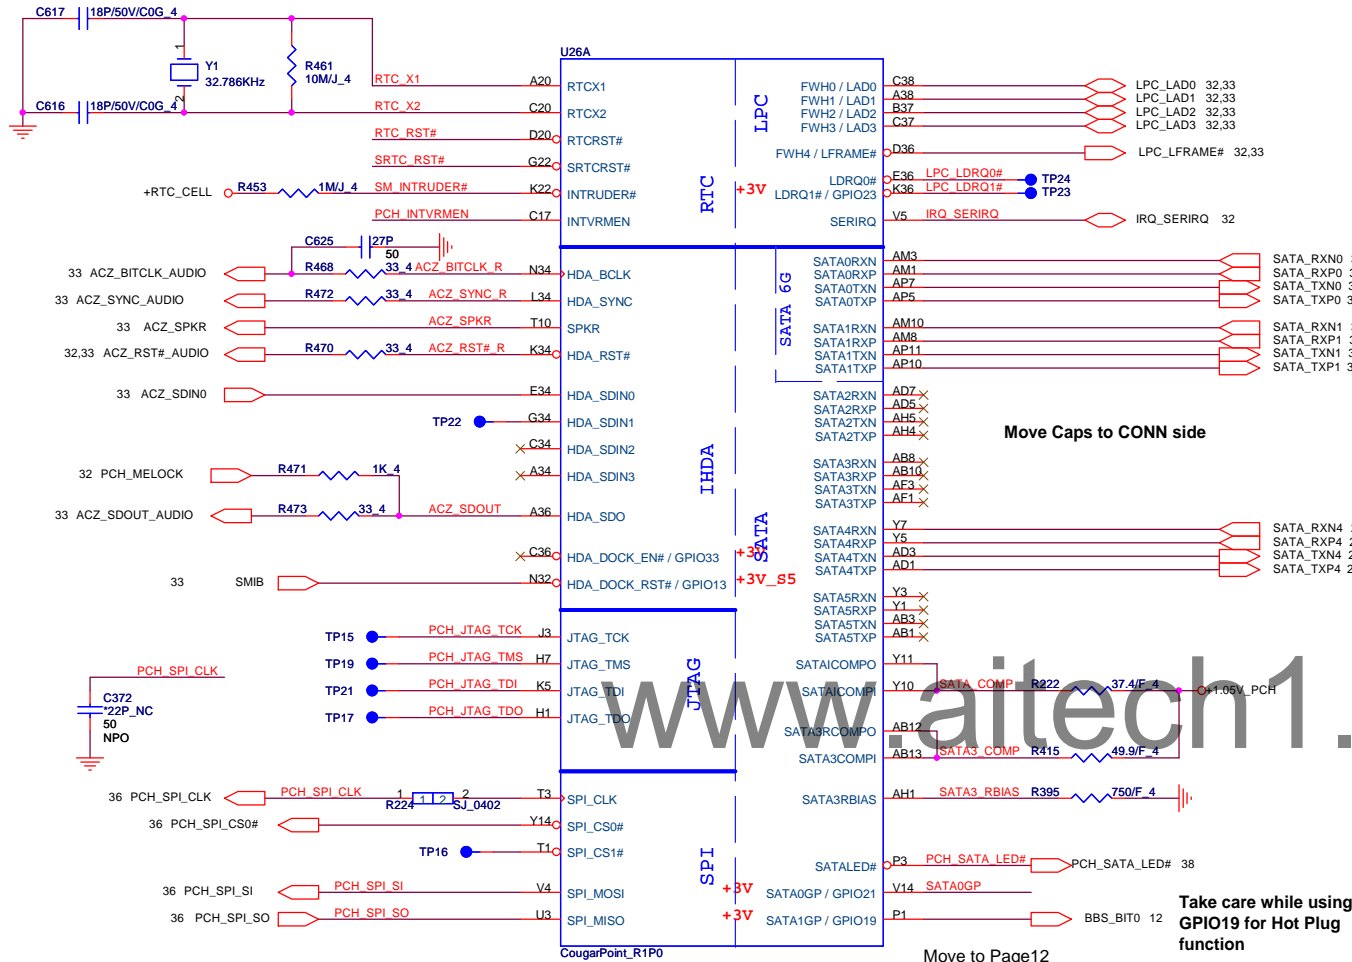 C617 18P/50V/C0G_4
1
Y1
32.786KHz
2
R461
10M/J_4
C616 18P/50V/C0G_4
RTC_X1 A20 RTCX1
RTC_X2 C20 RTCX2
RTC_RST# D20 RTCRST#
SRTC_RST# G22 SRTCRST#
+RTC_CELL R453 1M/J_4 SM_INTRUDER# K22 INTRUDER#
PCH_INTVRMEN C17 INTVRMEN
C625 27P
50
33 ACZ_BITCLK_AUDIO R468 33_4 ACZ_BITCLK_R N34 HDA_BCLK
33 ACZ_SYNC_AUDIO R472 33_4 ACZ_SYNC_R L34 HDA_SYNC
33 ACZ_SPKR ACZ_SPKR T10 SPKR
32,33 ACZ_RST#_AUDIO R470 33_4 ACZ_RST#_R K34 HDA_RST#
33 ACZ_SDIN0 E34 HDA_SDIN0
TP22 G34 HDA_SDIN1
C34 HDA_SDIN2
A34 HDA_SDIN3
32 PCH_MELOCK R471 1K_4
33 ACZ_SDOUT_AUDIO R473 33_4 ACZ_SDOUT A36 HDA_SDO
C36 HDA_DOCK_EN# / GPIO33 +3V
33 SMIB N32 HDA_DOCK_RST# / GPIO13 +3V_S5
TP15 PCH_JTAG_TCK J3 JTAG_TCK
TP19 PCH_JTAG_TMS H7 JTAG_TMS
TP21 PCH_JTAG_TDI K5 JTAG_TDI
TP17 PCH_JTAG_TDO H1 JTAG_TDO
PCH_SPI_CLK
C372
*22P_NC
50
NPO
36 PCH_SPI_CLK PCH_SPI_CLK 1 R224 1 2 2 SJ_0402 T3 SPI_CLK
36 PCH_SPI_CS0# Y14 SPI_CS0#
TP16 T1 SPI_CS1#
36 PCH_SPI_SI PCH_SPI_SI V4 SPI_MOSI +3V
36 PCH_SPI_SO PCH_SPI_SO U3 SPI_MISO +3V
U26A
RTC
LPC
+3V
IHDA
SATA
SATA 6G
JTAG
SPI
CougarPoint_R1P0
FWH0 / LAD0 C38 LPC_LAD0 32,33
FWH1 / LAD1 A38 LPC_LAD1 32,33
FWH2 / LAD2 B37 LPC_LAD2 32,33
FWH3 / LAD3 C37 LPC_LAD3 32,33
FWH4 / LFRAME# D36 LPC_LFRAME# 32,33
LDRQ0# E36 LPC_LDRQ0# TP24
LDRQ1# / GPIO23 K36 LPC_LDRQ1# TP23
SERIRQ V5 IRQ_SERIRQ IRQ_SERIRQ 32
SATA0RXN AM3 SATA_RXN0
SATA0RXP AM1 SATA_RXP0
SATA0TXN AP7 SATA_TXN0
SATA0TXP AP5 SATA_TXP0
SATA1RXN AM10 SATA_RXN1
SATA1RXP AM8 SATA_RXP1
SATA1TXN AP11 SATA_TXN1
SATA1TXP AP10 SATA_TXP1
SATA2RXN AD7
SATA2RXP AD5
SATA2TXN AH5
SATA2TXP AH4
Move Caps to CONN side
SATA3RXN AB8
SATA3RXP AB10
SATA3TXN AF3
SATA3TXP AF1
SATA4RXN Y7 SATA_RXN4
SATA4RXP Y5 SATA_RXP4
SATA4TXN AD3 SATA_TXN4
SATA4TXP AD1 SATA_TXP4
SATA5RXN Y3
SATA5RXP Y1
SATA5TXN AB3
SATA5TXP AB1
SATAICOMPO Y11
SATAICOMPI Y10 SATA_COMP R222 37.4/F_4 +1.05V_PCH
SATA3RCOMPO AB12
SATA3COMPI AB13 SATA3_COMP R415 49.9/F_4
SATA3RBIAS AH1 SATA3_RBIAS R395 750/F_4
SATALED# P3 PCH_SATA_LED# PCH_SATA_LED# 38
SATA0GP / GPIO21 V14 SATA0GP
SATA1GP / GPIO19 P1 BBS_BIT0 12
Take care while using
GPIO19 for Hot Plug
function
Move to Page12
www.aitech1.